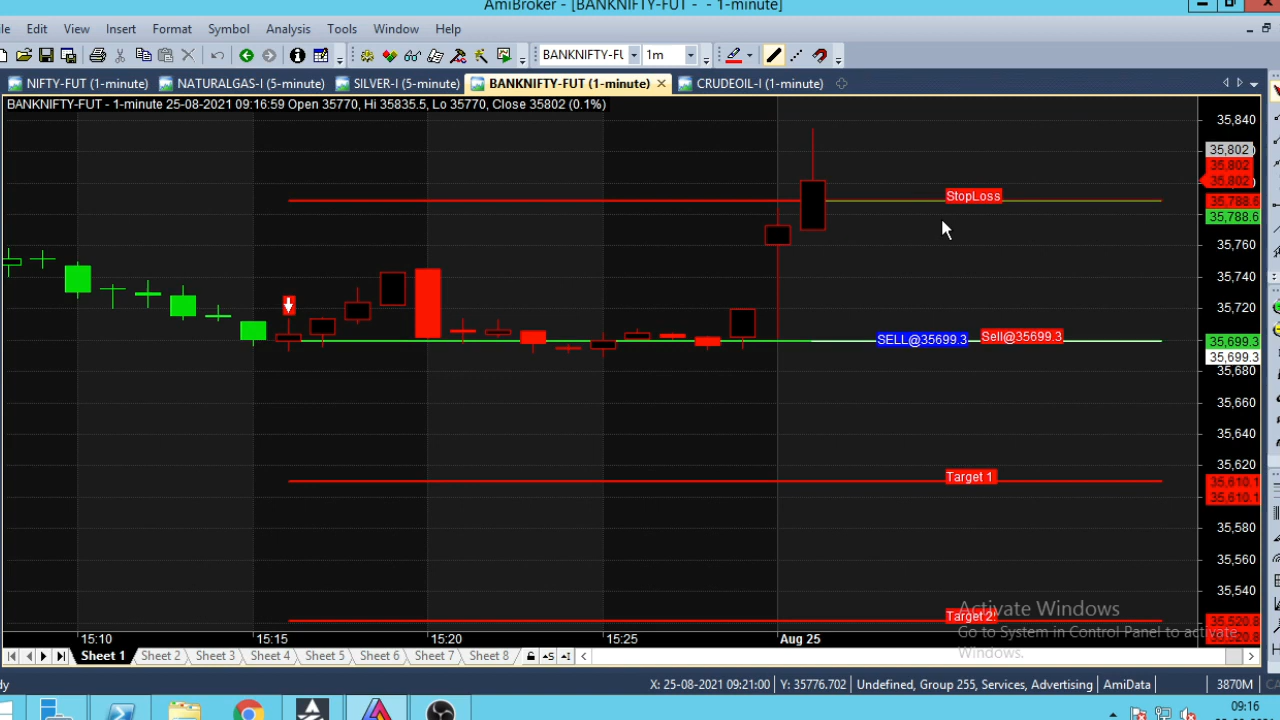 AmiBroker - [BANKNIFTY-FUT - - 1-minute]
Edit View Insert Format Symbol Analysis Tools Window Help
BANKNIFTY-FU 1m
NIFTY-FUT (1-minute) NATURALGAS-I (5-minute) SILVER-I (5-minute) BANKNIFTY-FUT (1-minute) CRUDEOIL-I (1-minute)
BANKNIFTY-FUT - 1-minute 25-08-2021 09:16:59 Open 35770, Hi 35835.5, Lo 35770, Close 35802 (0.1%)
35,840
35,802
35,802
35,802
StopLoss
35,788.6
35,788.6
35,760
35,740
35,720
SELL@35699.3 Sell@35699.3
35,699.3
35,699.3
35,680
35,660
35,640
35,620
Target 1
35,610.1
35,610.1
35,580
35,560
35,540
Activate Windows
Target 2
35,520.8
35,520.8
Go to System in Control Panel to activate
Windows.
15:10 15:15 15:20 15:25 Aug 25
Sheet 1 Sheet 2 Sheet 3 Sheet 4 Sheet 5 Sheet 6 Sheet 7 Sheet 8
X: 25-08-2021 09:21:00 Y: 35776.702 Undefined, Group 255, Services, Advertising AmiData 3870M
09:16